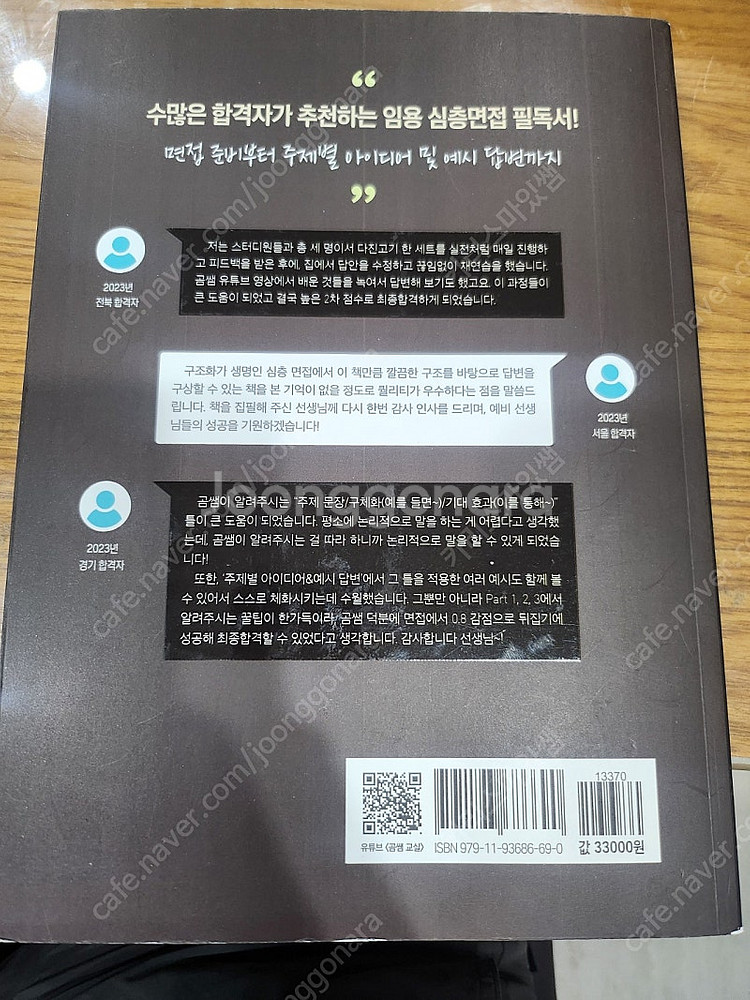 “
수많은 합격자가 추천하는 임용 심층면접 필독서!
면접 준비부터 주제별 아이디어 및 예시 답변까지
”
2023년
전북 합격자
저는 스터디원들과 총 세 명이서 다진고기 한 세트를 실전처럼 매일 진행하
고 피드백을 받은 후에, 집에서 답안을 수정하고 끊임없이 재연습을 했습니다.
곰쌤 유튜브 영상에서 배운 것들을 녹여서 답변해 보기도 했고요. 이 과정들이
큰 도움이 되었고 결국 높은 2차 점수로 최종합격하게 되었습니다.
구조화가 생명인 심층 면접에서 이 책만큼 깔끔한 구조를 바탕으로 답변을
구상할 수 있는 책을 본 기억이 없을 정도로 퀄리티가 우수하다는 점을 말씀드
립니다. 책을 집필해 주신 선생님께 다시 한번 감사 인사를 드리며, 예비 선생
님들의 성공을 기원하겠습니다!
2023년
서울 합격자
2023년
경기 합격자
곰쌤이 알려주시는 “주제 문장/구체화(예를 들면~)/기대 효과(이를 통해~)”
틀이 큰 도움이 되었습니다. 평소에 논리적으로 말을 하는 게 어렵다고 생각했
는데, 곰쌤이 알려주시는 걸 따라 하니까 논리적으로 말을 할 수 있게 되었습
니다!
또한, ‘주제별 아이디어&예시 답변’에서 그 틀을 적용한 여러 예시도 함께 볼
수 있어서 스스로 체화시키는데 수월했습니다. 그뿐만 아니라 Part 1, 2, 3에서
알려주시는 꿀팁이 한가득이라, 곰쌤 덕분에 면접에서 0.8 감점으로 뒤집기에
성공해 최종합격할 수 있었다고 생각합니다. 감사합니다 선생님~!
유튜브 〈곰쌤 교실〉
ISBN 979-11-93686-69-0
13370
값 33000원
Joonggonara
cafe.naver.com/joonggonara